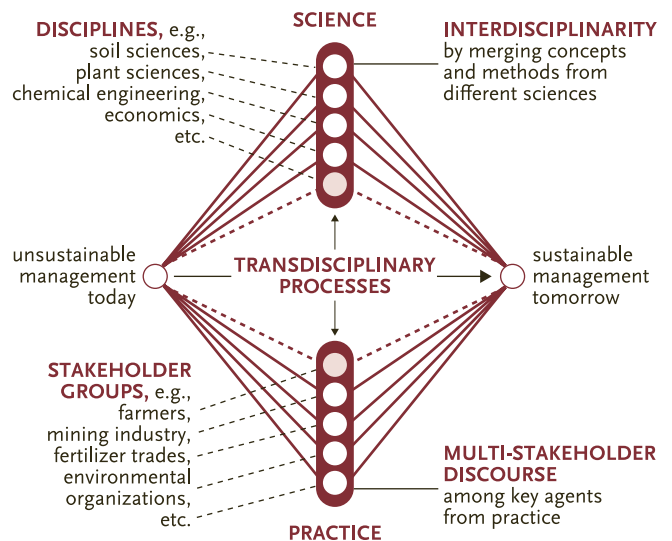 SCIENCE
DISCIPLINES, e.g.,
soil sciences,
plant sciences,
chemical engineering,
economics,
etc.
INTERDISCIPLINARITY
by merging concepts
and methods from
different sciences
unsustainable
management
today
TRANSDISCIPLINARY
PROCESSES
sustainable
management
tomorrow
STAKEHOLDER
GROUPS, e.g.,
farmers,
mining industry,
fertilizer trades,
environmental
organizations,
etc.
MULTI-STAKEHOLDER
DISCOURSE
among key agents
from practice
PRACTICE